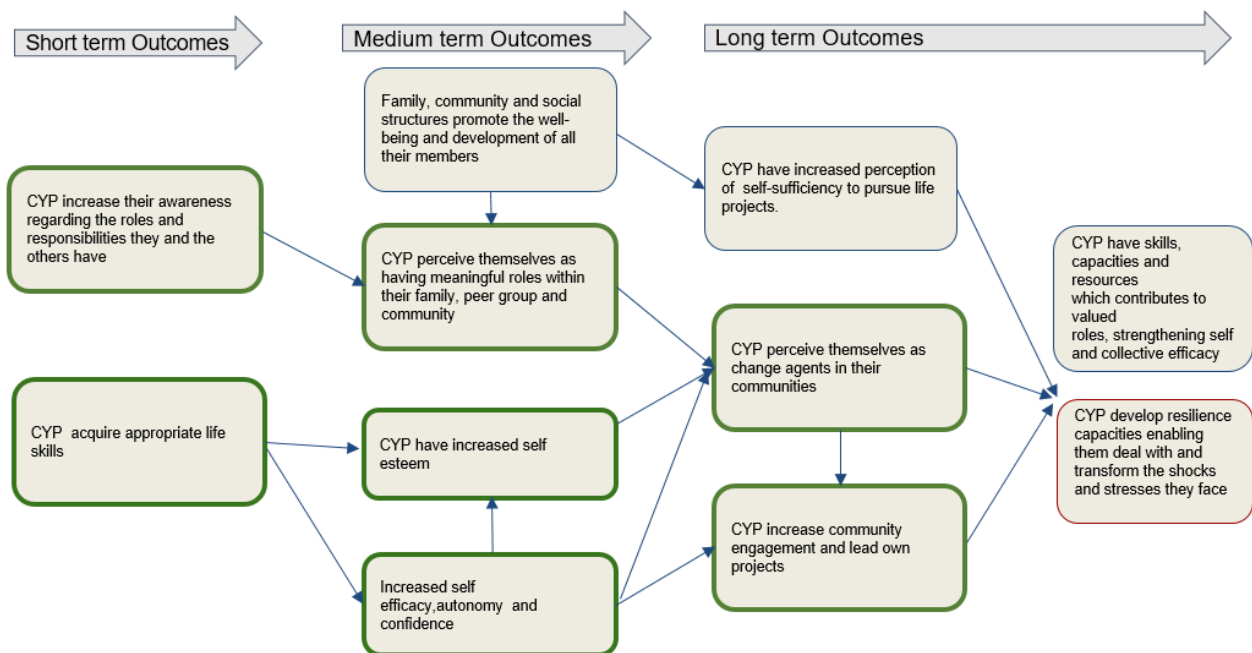 Short term Outcomes
Medium term Outcomes
Long term Outcomes
CYP increase their awareness
regarding the roles and
responsibilities they and the
others have
CYP acquire appropriate life
skills
Family, community and social
structures promote the well-
being and development of all
their members
CYP perceive themselves as
having meaningful roles within
their family, peer group and
community
CYP have increased self
esteem
Increased self
efficacy,autonomy and
confidence
CYP have increased perception
of self-sufficiency to pursue life
projects.
CYP perceive themselves as
change agents in their
communities
CYP increase community
engagement and lead own
projects
CYP have skills,
capacities and
resources
which contributes to
valued
roles, strengthening self
and collective efficacy
CYP develop resilience
capacities enabling
them deal with and
transform the shocks
and stresses they face